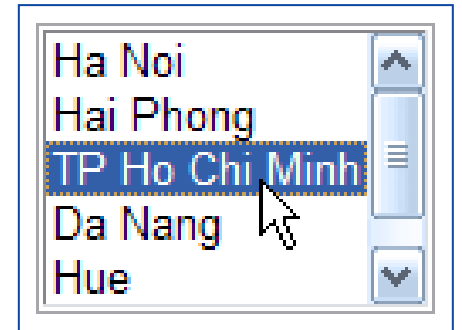 Ha Noi
Hai Phong
TP Ho Chi Minh
Da Nang
Hue